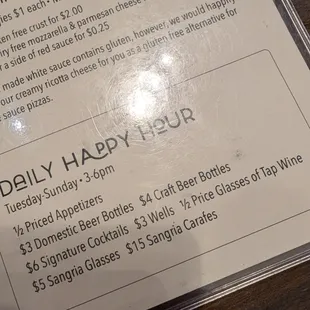 gies $1 each •
ten free crust for $2.00
iry free mozzarella & parmesan cheese
r a side of red sauce for $0.25
made white sauce contains gluten, however, we would happily
our creamy ricotta cheese for you as a gluten free alternative for
sauce pizzas.
DAILY HAPPY HOUR
Tuesday-Sunday • 3-6pm
½ Priced Appetizers
$3 Domestic Beer Bottles $4 Craft Beer Bottles
$6 Signature Cocktails $3 Wells ½ Price Glasses of Tap Wine
$5 Sangria Glasses $15 Sangria Carafes